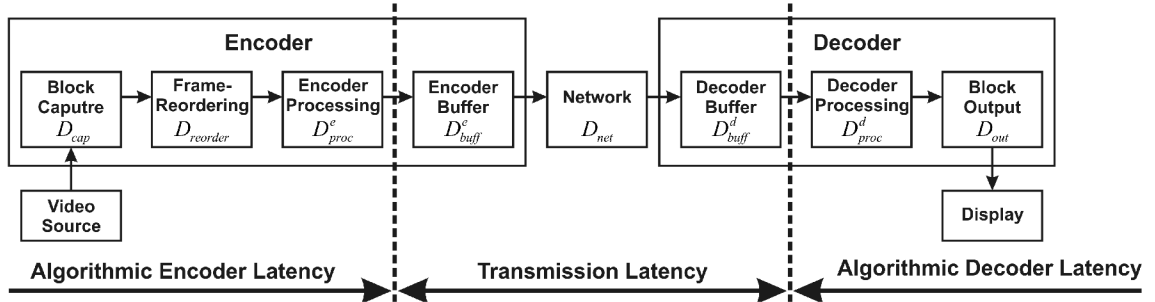 Encoder
Decoder
Block
Caputre
D_cap
Frame-
Reordering
D_reorder
Encoder
Processing
D^e_proc
Encoder
Buffer
D^e_buff
Network
D_net
Decoder
Buffer
D^d_buff
Decoder
Processing
D^d_proc
Block
Output
D_out
Video
Source
Display
Algorithmic Encoder Latency
Transmission Latency
Algorithmic Decoder Latency